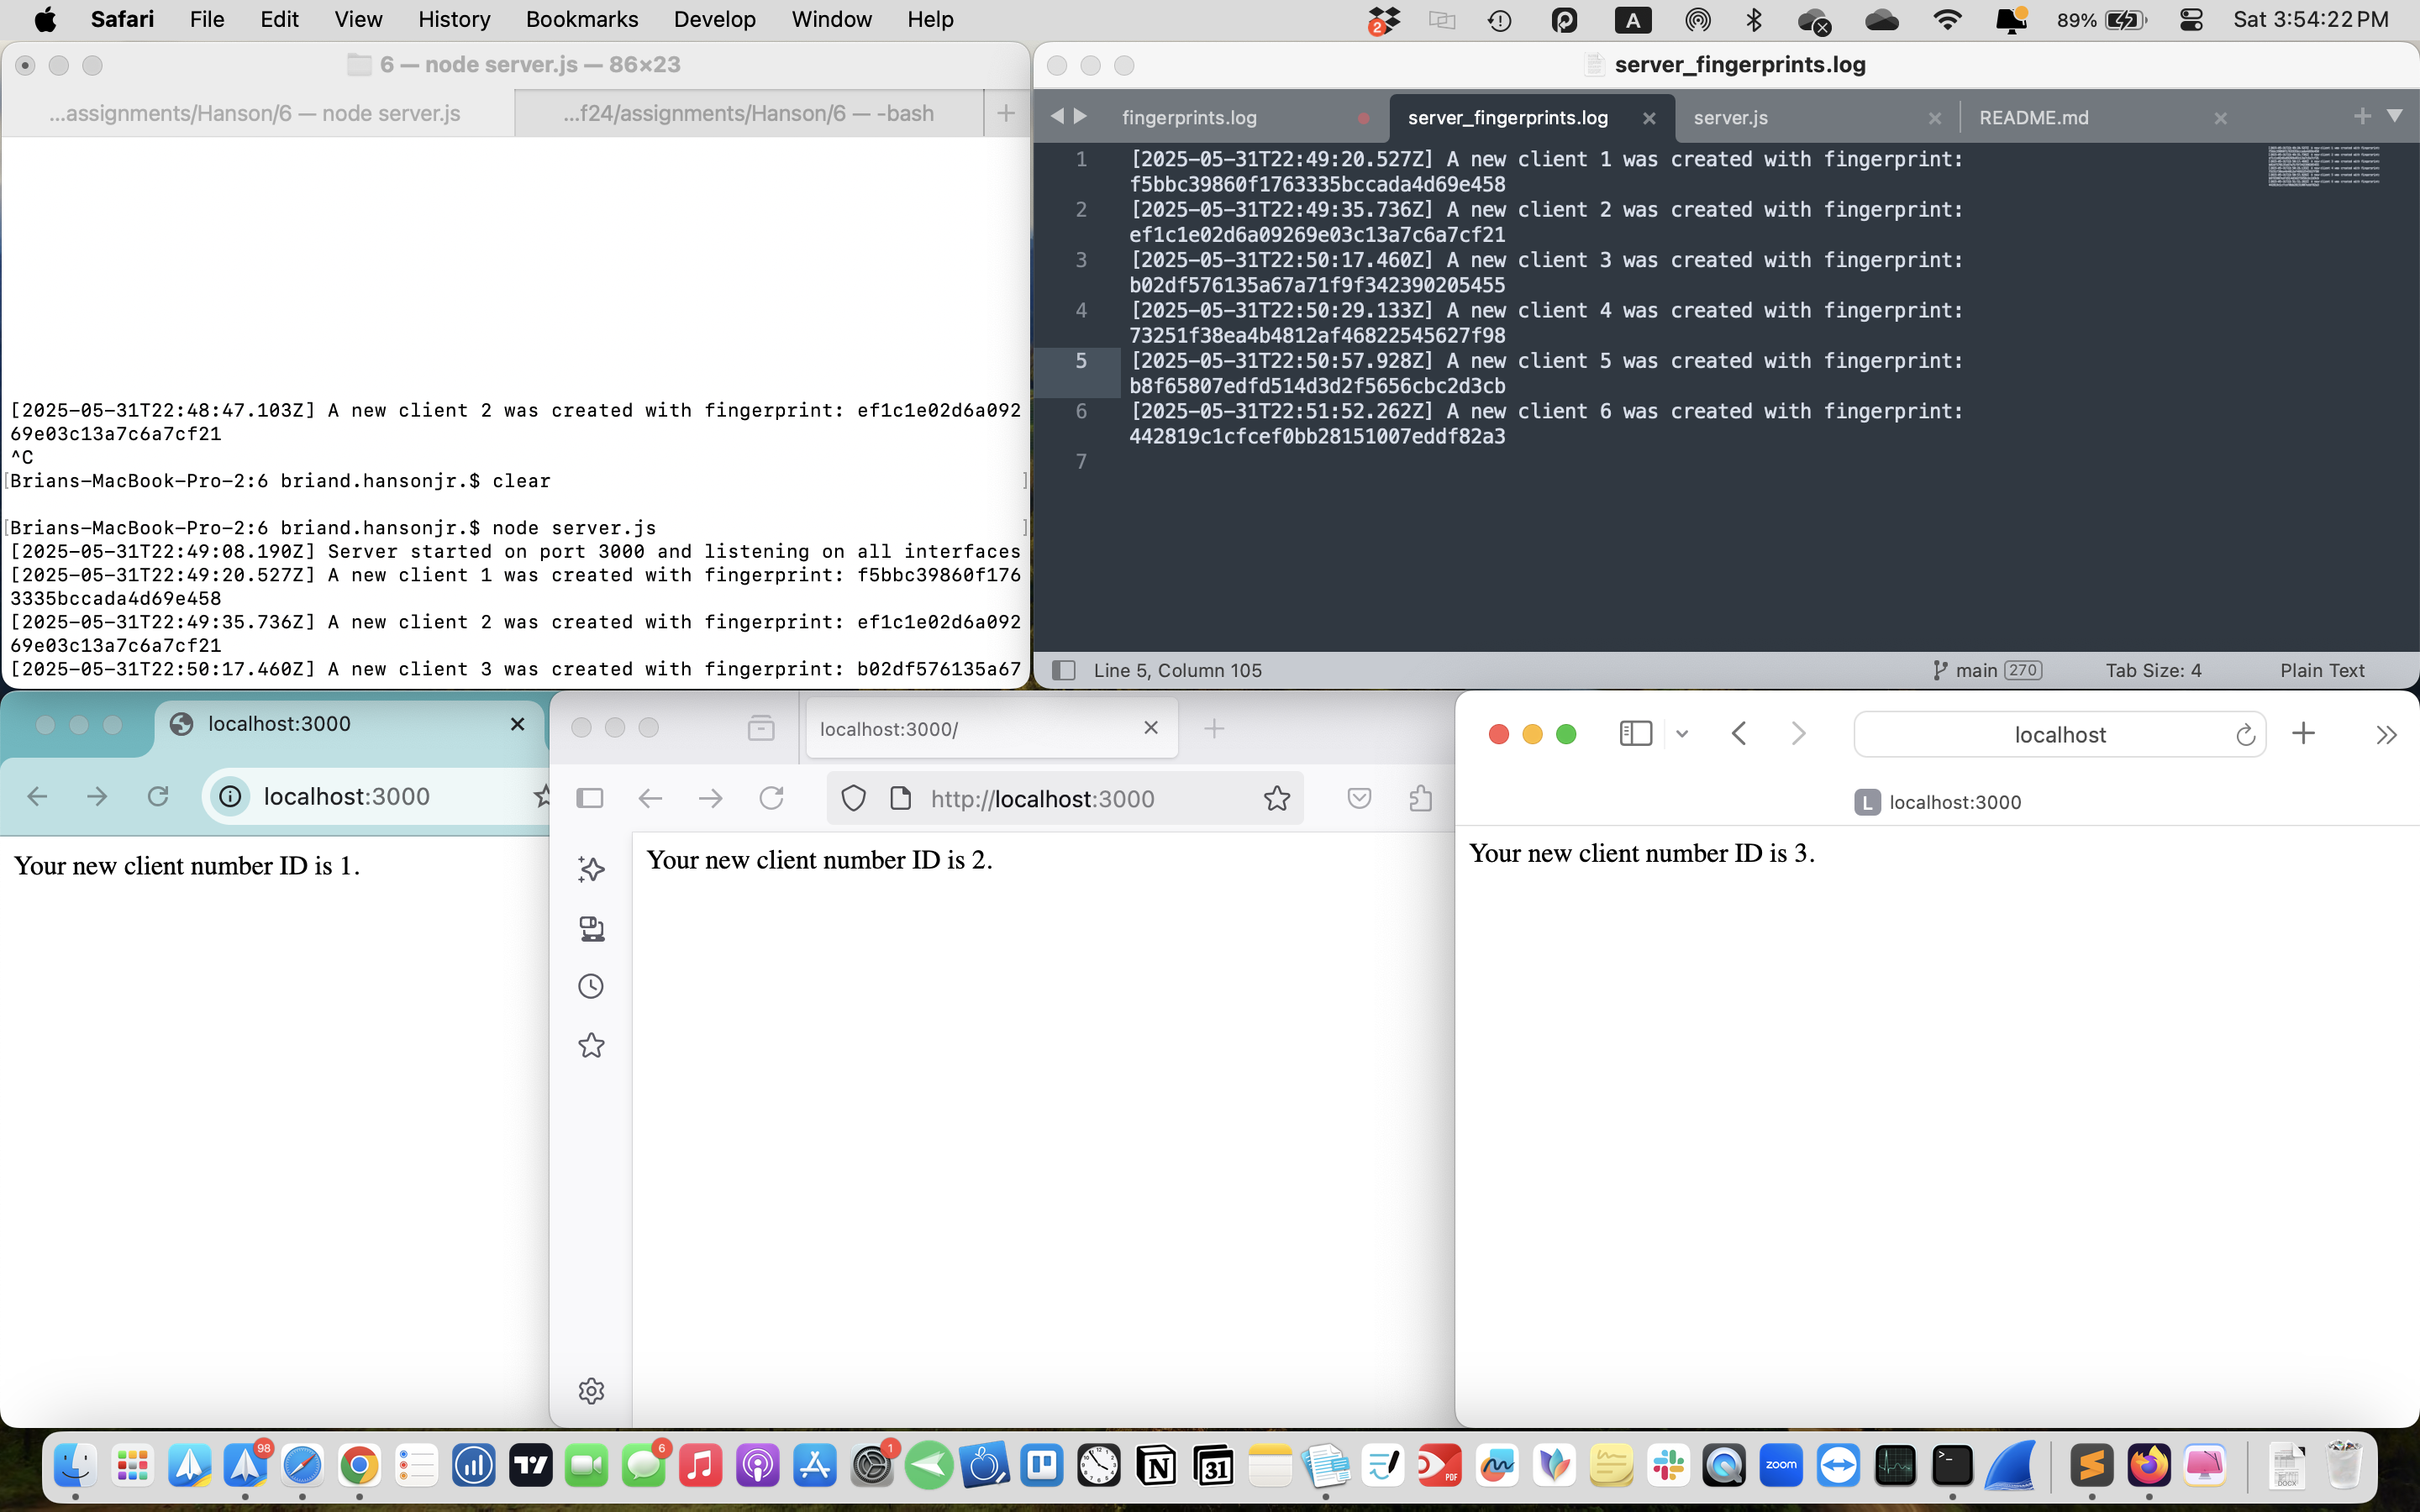 Safari File Edit View History Bookmarks Develop Window Help
2 A 89% Sat 3:54:22 PM
6 — node server.js — 86×23
...assignments/Hanson/6 — node server.js
...f24/assignments/Hanson/6 — -bash
[2025-05-31T22:48:47.103Z] A new client 2 was created with fingerprint: ef1c1e02d6a092
69e03c13a7c6a7cf21
^C
[Brians-MacBook-Pro-2:6 briand.hansonjr.$ clear ]
[Brians-MacBook-Pro-2:6 briand.hansonjr.$ node server.js ]
[2025-05-31T22:49:08.190Z] Server started on port 3000 and listening on all interfaces
[2025-05-31T22:49:20.527Z] A new client 1 was created with fingerprint: f5bbc39860f176
3335bccada4d69e458
[2025-05-31T22:49:35.736Z] A new client 2 was created with fingerprint: ef1c1e02d6a092
69e03c13a7c6a7cf21
[2025-05-31T22:50:17.460Z] A new client 3 was created with fingerprint: b02df576135a67
server_fingerprints.log
fingerprints.log server_fingerprints.log server.js README.md
1 [2025-05-31T22:49:20.527Z] A new client 1 was created with fingerprint:
f5bbc39860f1763335bccada4d69e458
2 [2025-05-31T22:49:35.736Z] A new client 2 was created with fingerprint:
ef1c1e02d6a09269e03c13a7c6a7cf21
3 [2025-05-31T22:50:17.460Z] A new client 3 was created with fingerprint:
b02df576135a67a71f9f342390205455
4 [2025-05-31T22:50:29.133Z] A new client 4 was created with fingerprint:
73251f38ea4b4812af46822545627f98
5 [2025-05-31T22:50:57.928Z] A new client 5 was created with fingerprint:
b8f65807edfd514d3d2f5656cbc2d3cb
6 [2025-05-31T22:51:52.262Z] A new client 6 was created with fingerprint:
442819c1cfcef0bb28151007eddf82a3
7
Line 5, Column 105 main 270 Tab Size: 4 Plain Text
localhost:3000
localhost:3000
Your new client number ID is 1.
localhost:3000/
http://localhost:3000
Your new client number ID is 2.
localhost
L localhost:3000
Your new client number ID is 3.
98 6 1 31 PDF zoom DOCX